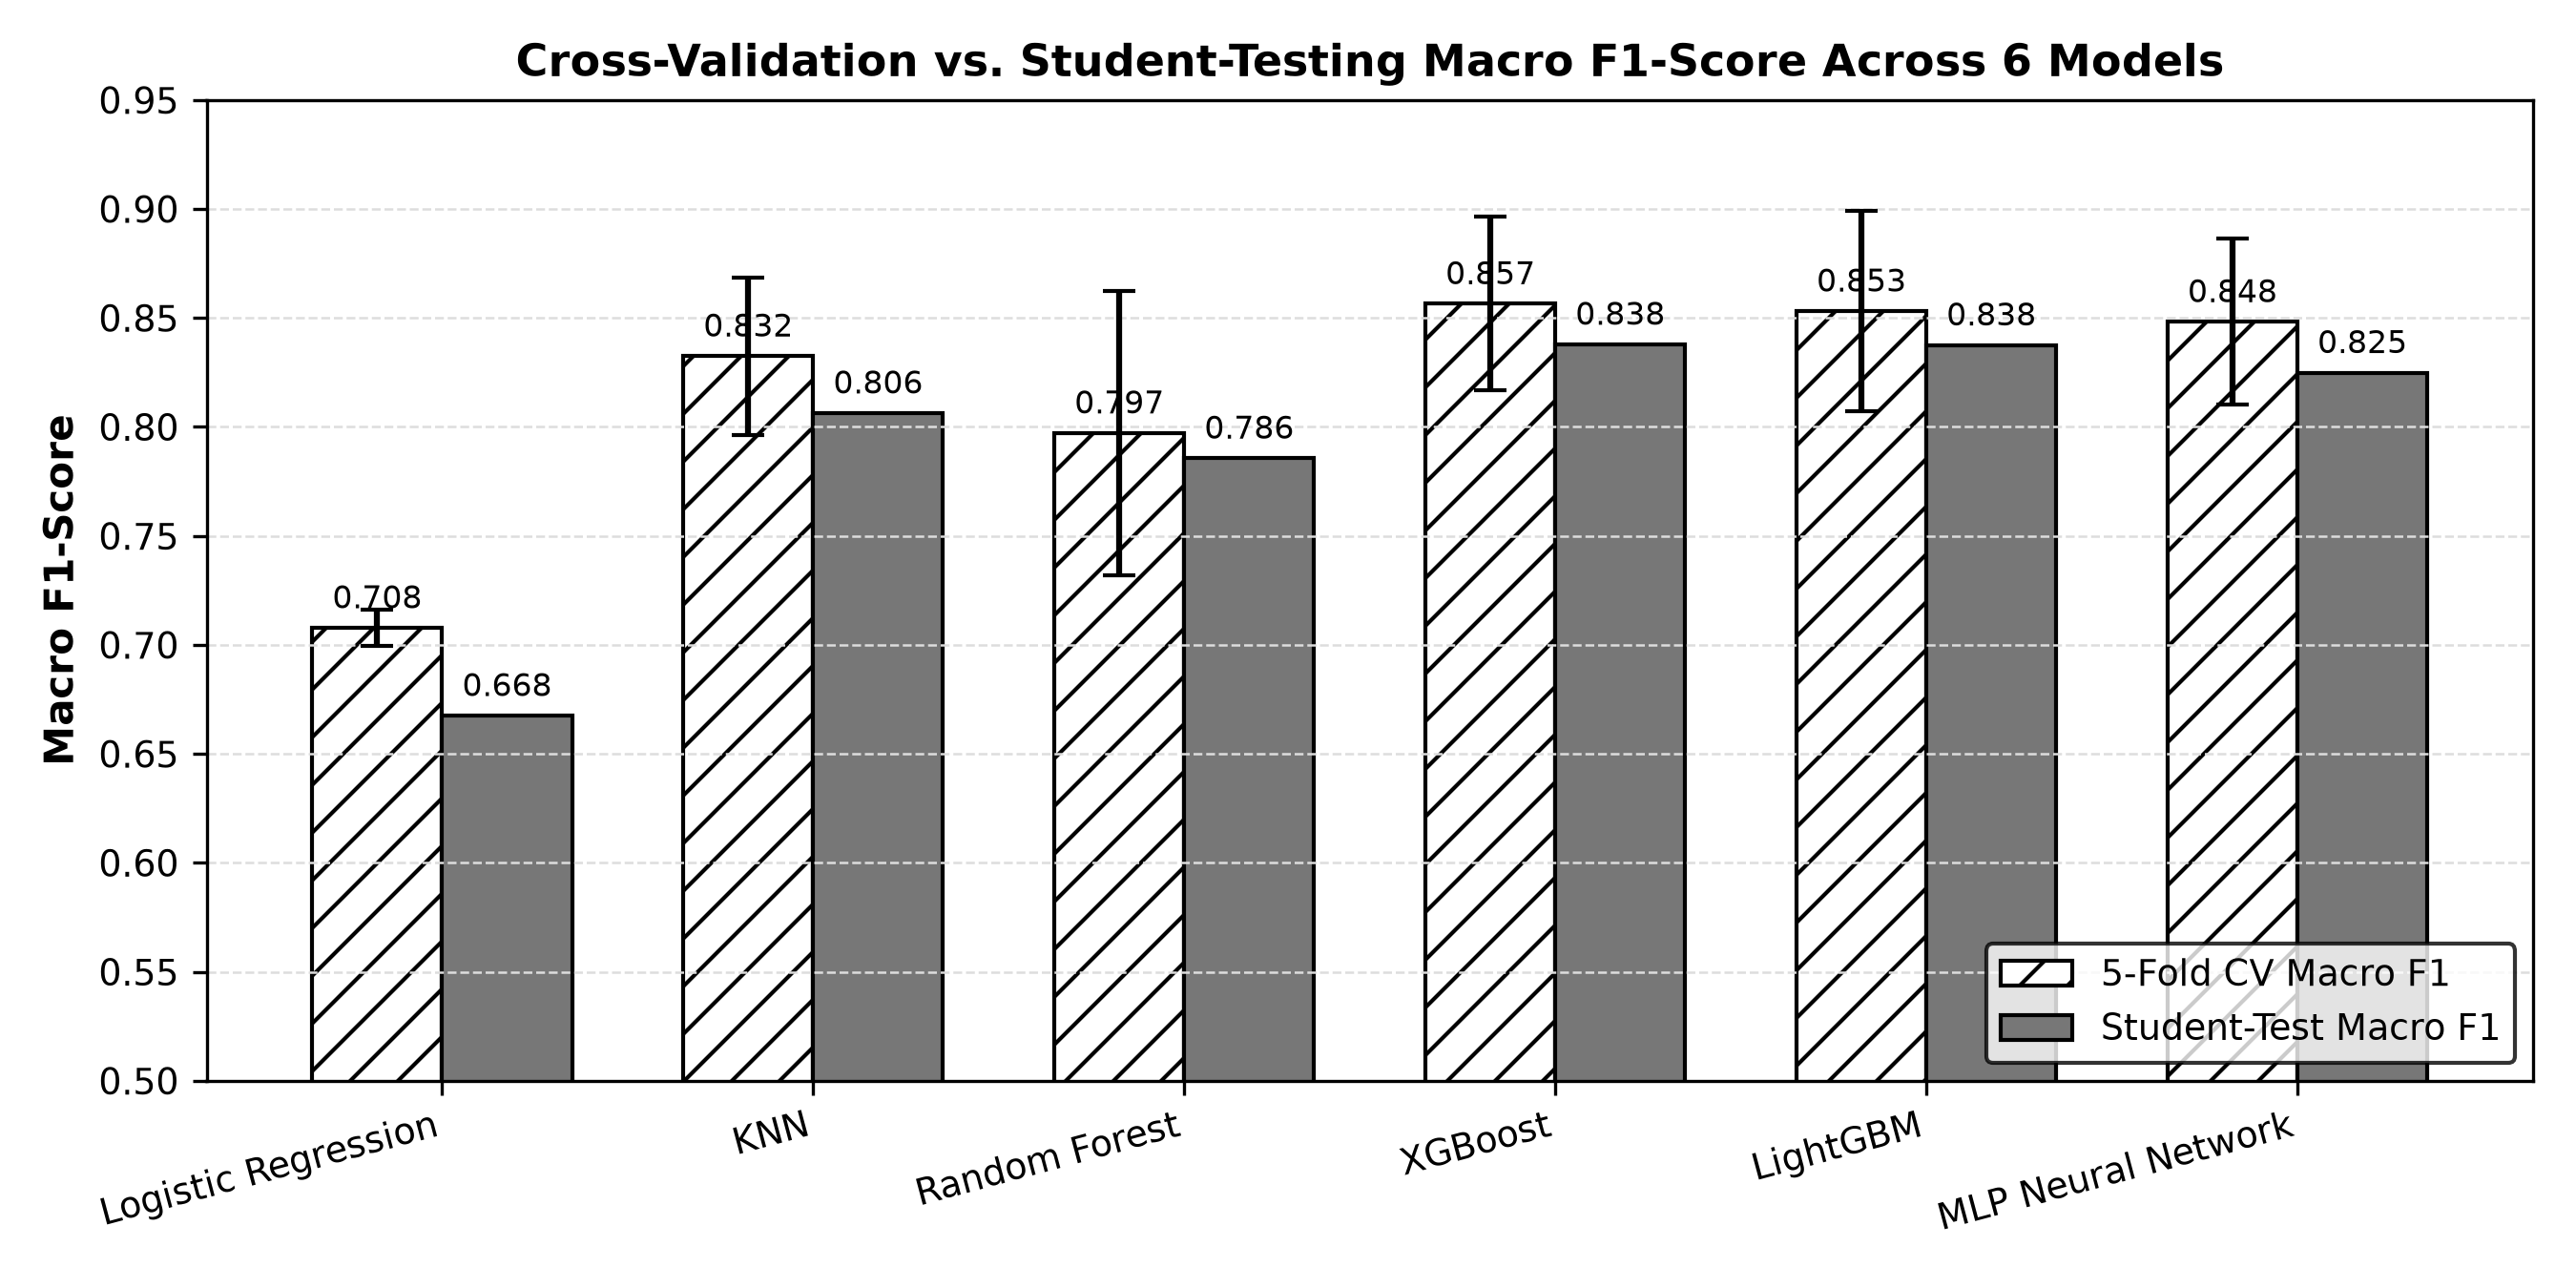 Cross-Validation vs. Student-Testing Macro F1-Score Across 6 Models
Macro F1-Score
0.95
0.90
0.85
0.80
0.75
0.70
0.65
0.60
0.55
0.50
0.708
0.668
0.832
0.806
0.797
0.786
0.857
0.838
0.853
0.838
0.848
0.825
5-Fold CV Macro F1
Student-Test Macro F1
Logistic Regression
KNN
Random Forest
XGBoost
LightGBM
MLP Neural Network